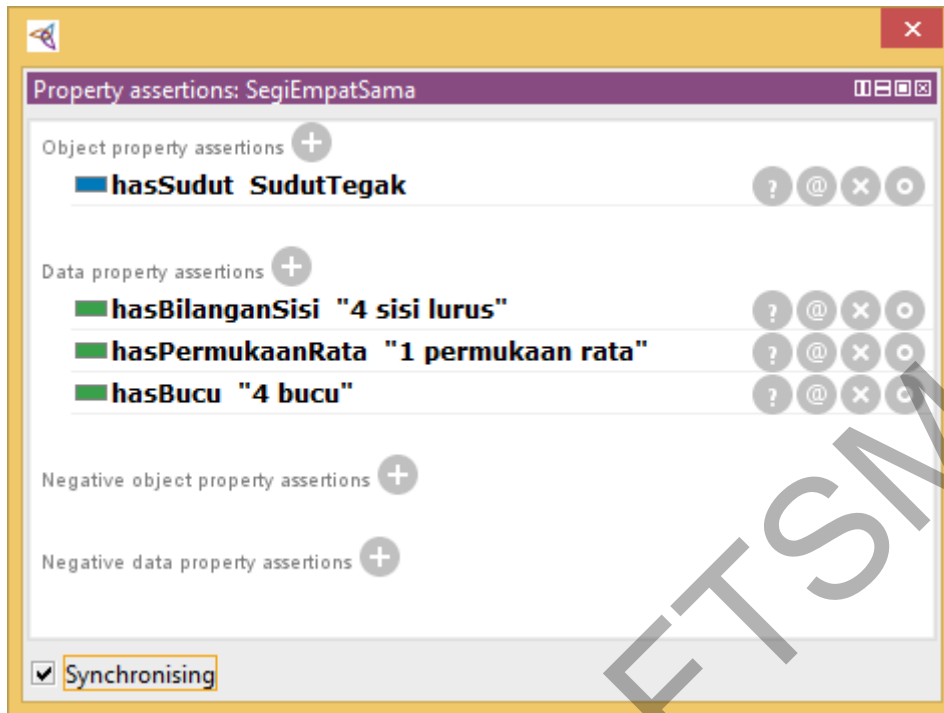 Property assertions: SegiEmpatSama
Object property assertions
hasSudut SudutTegak
Data property assertions
hasBilanganSisi "4 sisi lurus"
hasPermukaanRata "1 permukaan rata"
hasBucu "4 bucu"
Negative object property assertions
Negative data property assertions
Synchronising
FTSM